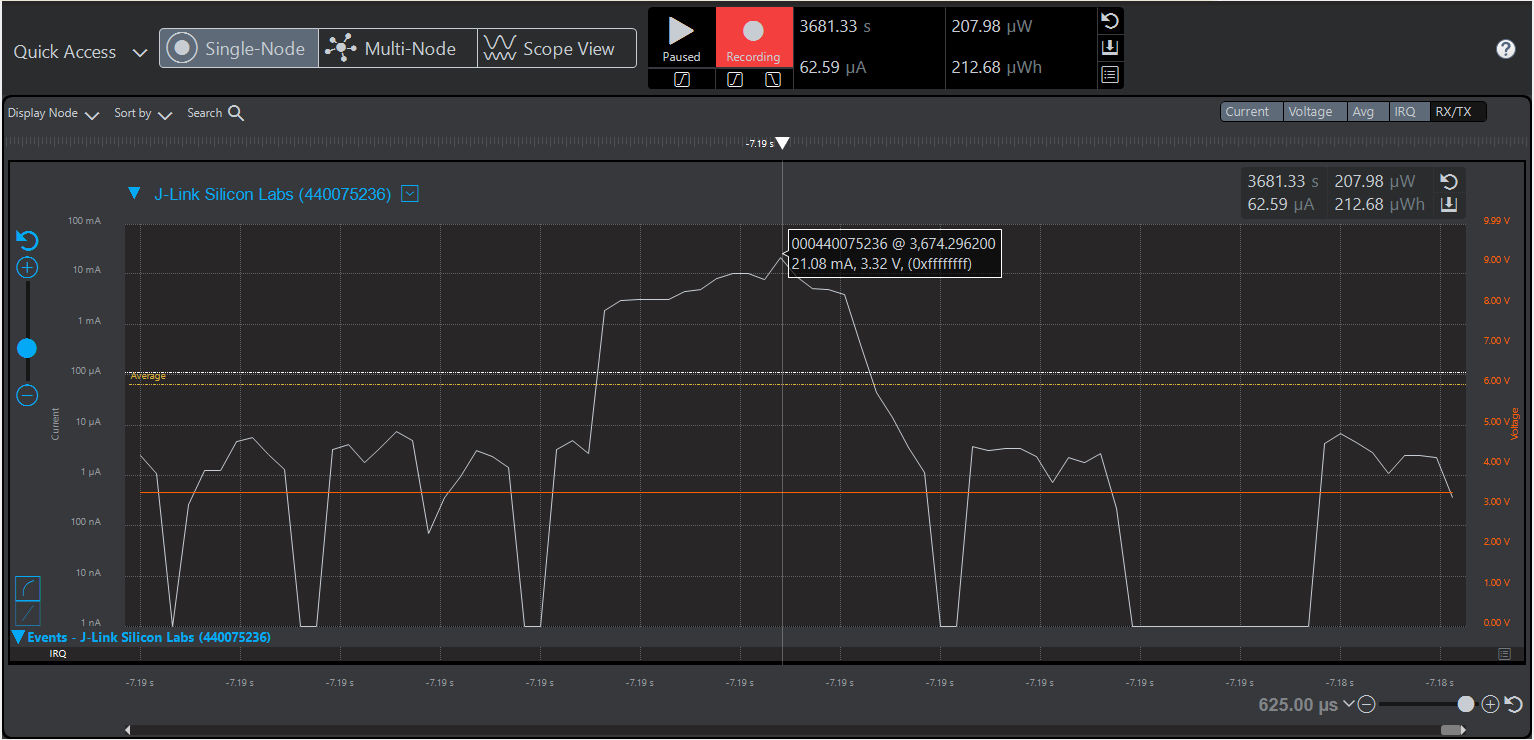 Quick Access
Single-Node
Multi-Node
Scope View
Paused
Recording
3681.33 s
62.59 µA
207.98 µW
212.68 µWh
Display Node
Sort by
Search
Current
Voltage
Avg
IRQ
RX/TX
-7.19 s
J-Link Silicon Labs (440075236)
3681.33 s 207.98 µW
62.59 µA 212.68 µWh
000440075236 @ 3,674.296200
21.08 mA, 3.32 V, (0xffffffff)
100 mA
10 mA
1 mA
100 µA
10 µA
1 µA
100 nA
10 nA
1 nA
Current
Average
9.99 V
9.00 V
8.00 V
7.00 V
6.00 V
5.00 V
4.00 V
3.00 V
2.00 V
1.00 V
0.00 V
Voltage
Events - J-Link Silicon Labs (440075236)
IRQ
-7.19 s -7.19 s -7.19 s -7.19 s -7.19 s -7.19 s -7.19 s -7.19 s -7.19 s -7.19 s -7.19 s -7.19 s -7.18 s -7.18 s
625.00 µs